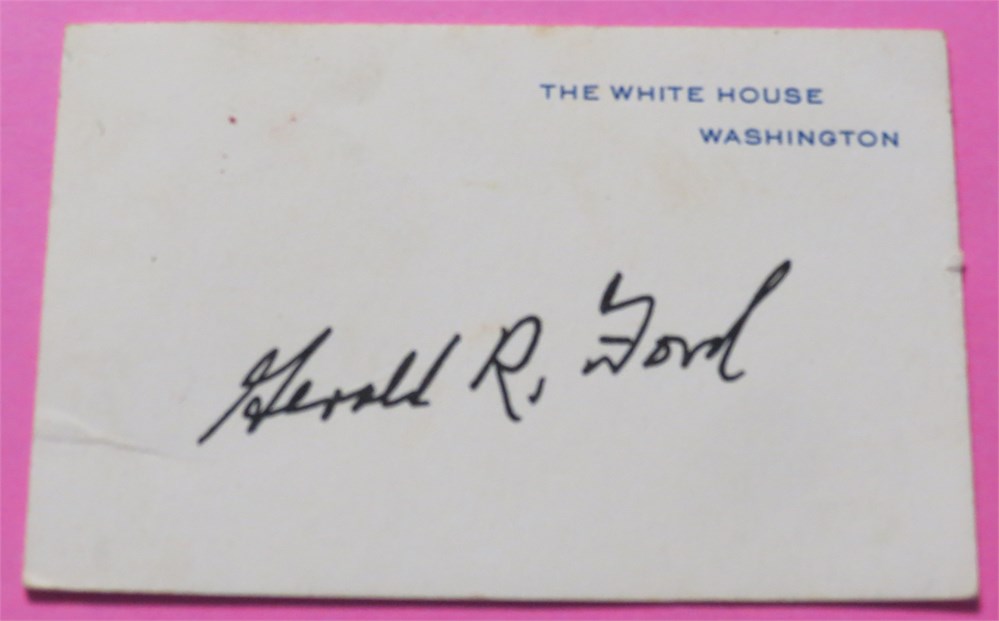 THE WHITE HOUSE
WASHINGTON
Gerald R. Ford